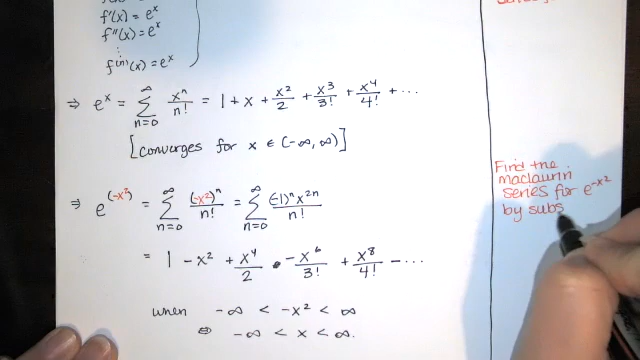 f'(x) = e^x
f''(x) = e^x
⋮
f^(n)(x) = e^x
⇒ e^x = ∑_{n=0}^{∞} x^n/n! = 1 + x + x^2/2 + x^3/3! + x^4/4! + ⋯
[converges for x ∈ (-∞, ∞)]
⇒ e^(-x^2) = ∑_{n=0}^{∞} (-x^2)^n/n! = ∑_{n=0}^{∞} (-1)^n x^{2n}/n!
= 1 - x^2 + x^4/2 - x^6/3! + x^8/4! - ⋯
when -∞ < -x^2 < ∞
⇔ -∞ < x < ∞.
Find the
maclaurin
series for e^{-x^2}
by subs